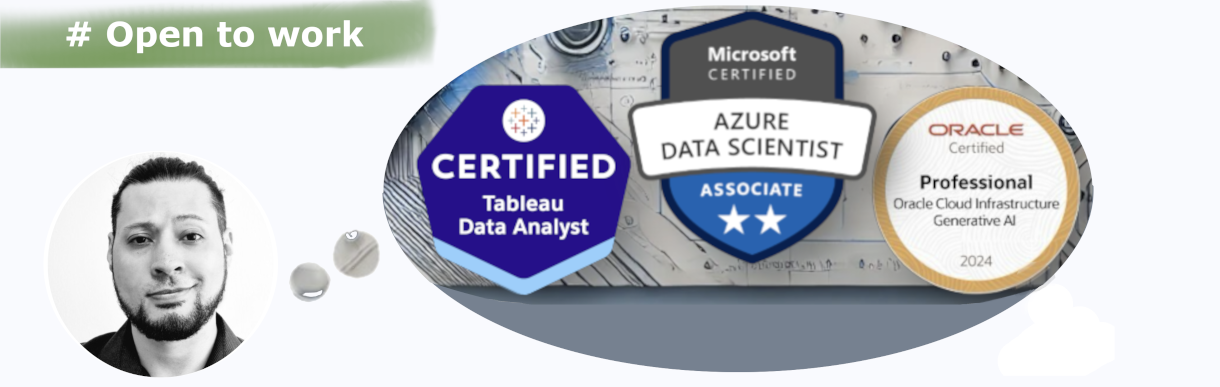 # Open to work
CERTIFIED
Tableau
Data Analyst
Microsoft
CERTIFIED
AZURE
DATA SCIENTIST
ASSOCIATE
ORACLE
Certified
Professional
Oracle Cloud Infrastructure
Generative AI
2024